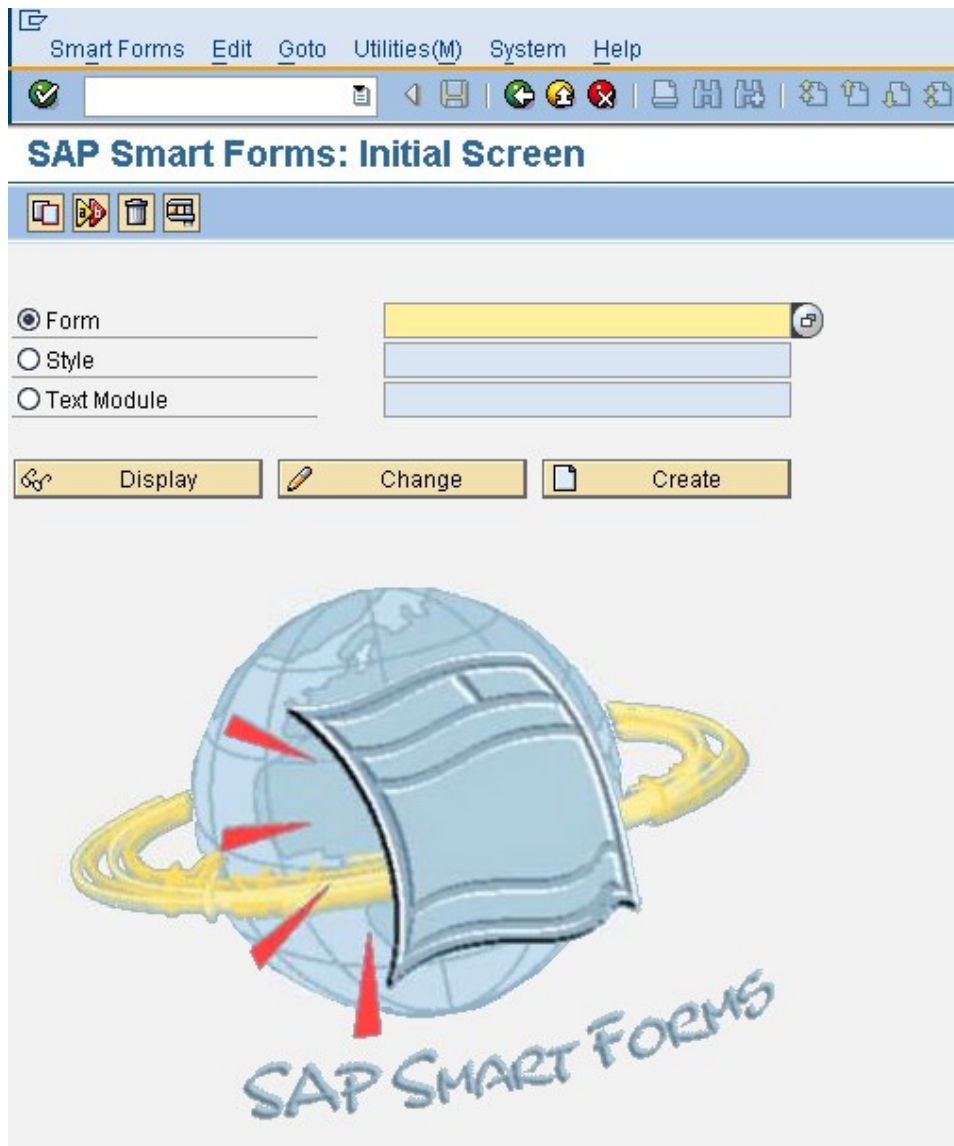 Smart Forms Edit Goto Utilities(M) System Help
SAP Smart Forms: Initial Screen
Form
Style
Text Module
Display Change Create
SAP SMART FORMS